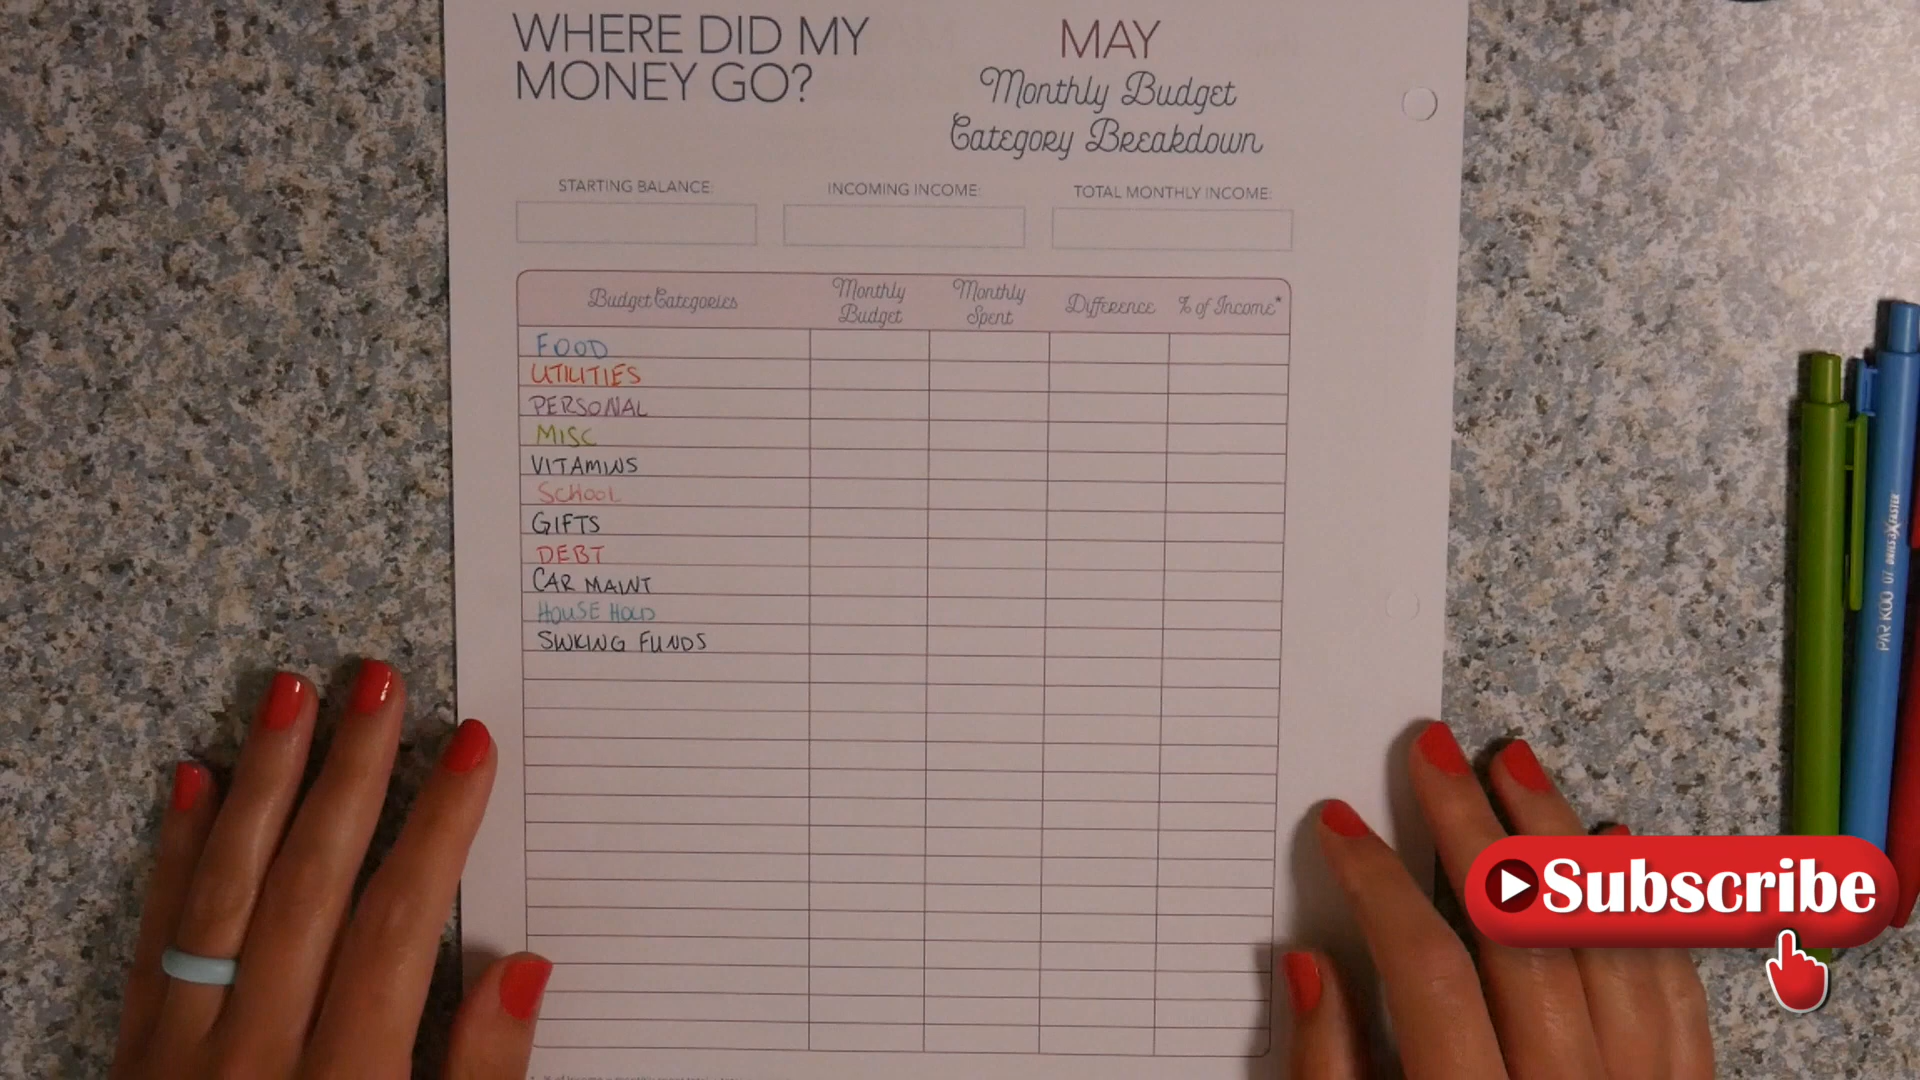 WHERE DID MY
MONEY GO?
MAY
Monthly Budget
Category Breakdown
STARTING BALANCE:
INCOMING INCOME:
TOTAL MONTHLY INCOME:
Budget Categories
Monthly Budget
Monthly Spent
Difference
% of Income*
FOOD
UTILITIES
PERSONAL
MISC
VITAMINS
SCHOOL
GIFTS
DEBT
CAR MAINT
HOUSE HOLD
SINKING FUNDS
PARKOO 07
Subscribe